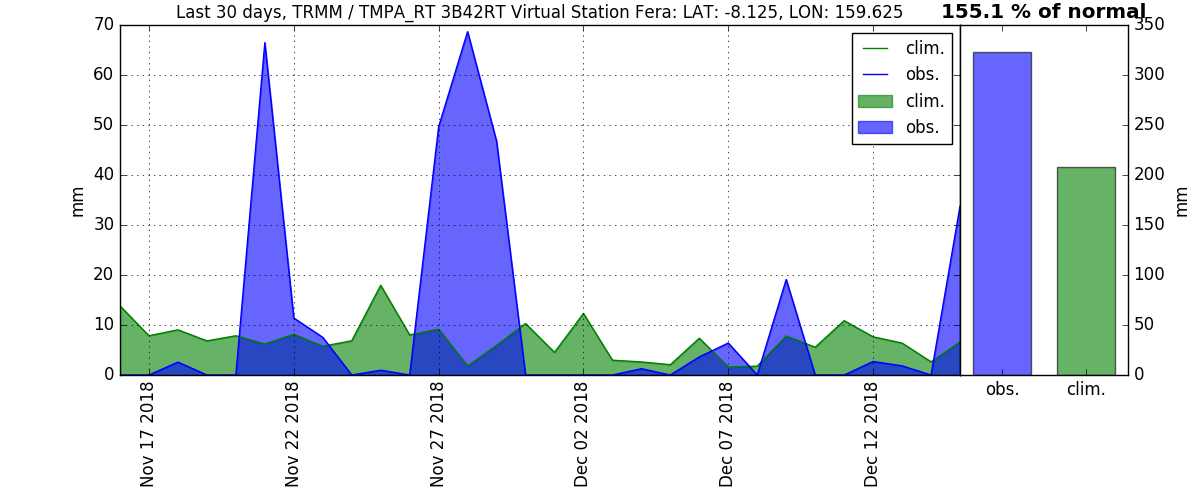 Last 30 days, TRMM / TMPA_RT 3B42RT Virtual Station Fera: LAT: -8.125, LON: 159.625
155.1 % of normal
70
60
50
40
30
20
10
0
mm
clim.
obs.
clim.
obs.
350
300
250
200
150
100
50
0
mm
obs.
clim.
Nov 17 2018
Nov 22 2018
Nov 27 2018
Dec 02 2018
Dec 07 2018
Dec 12 2018